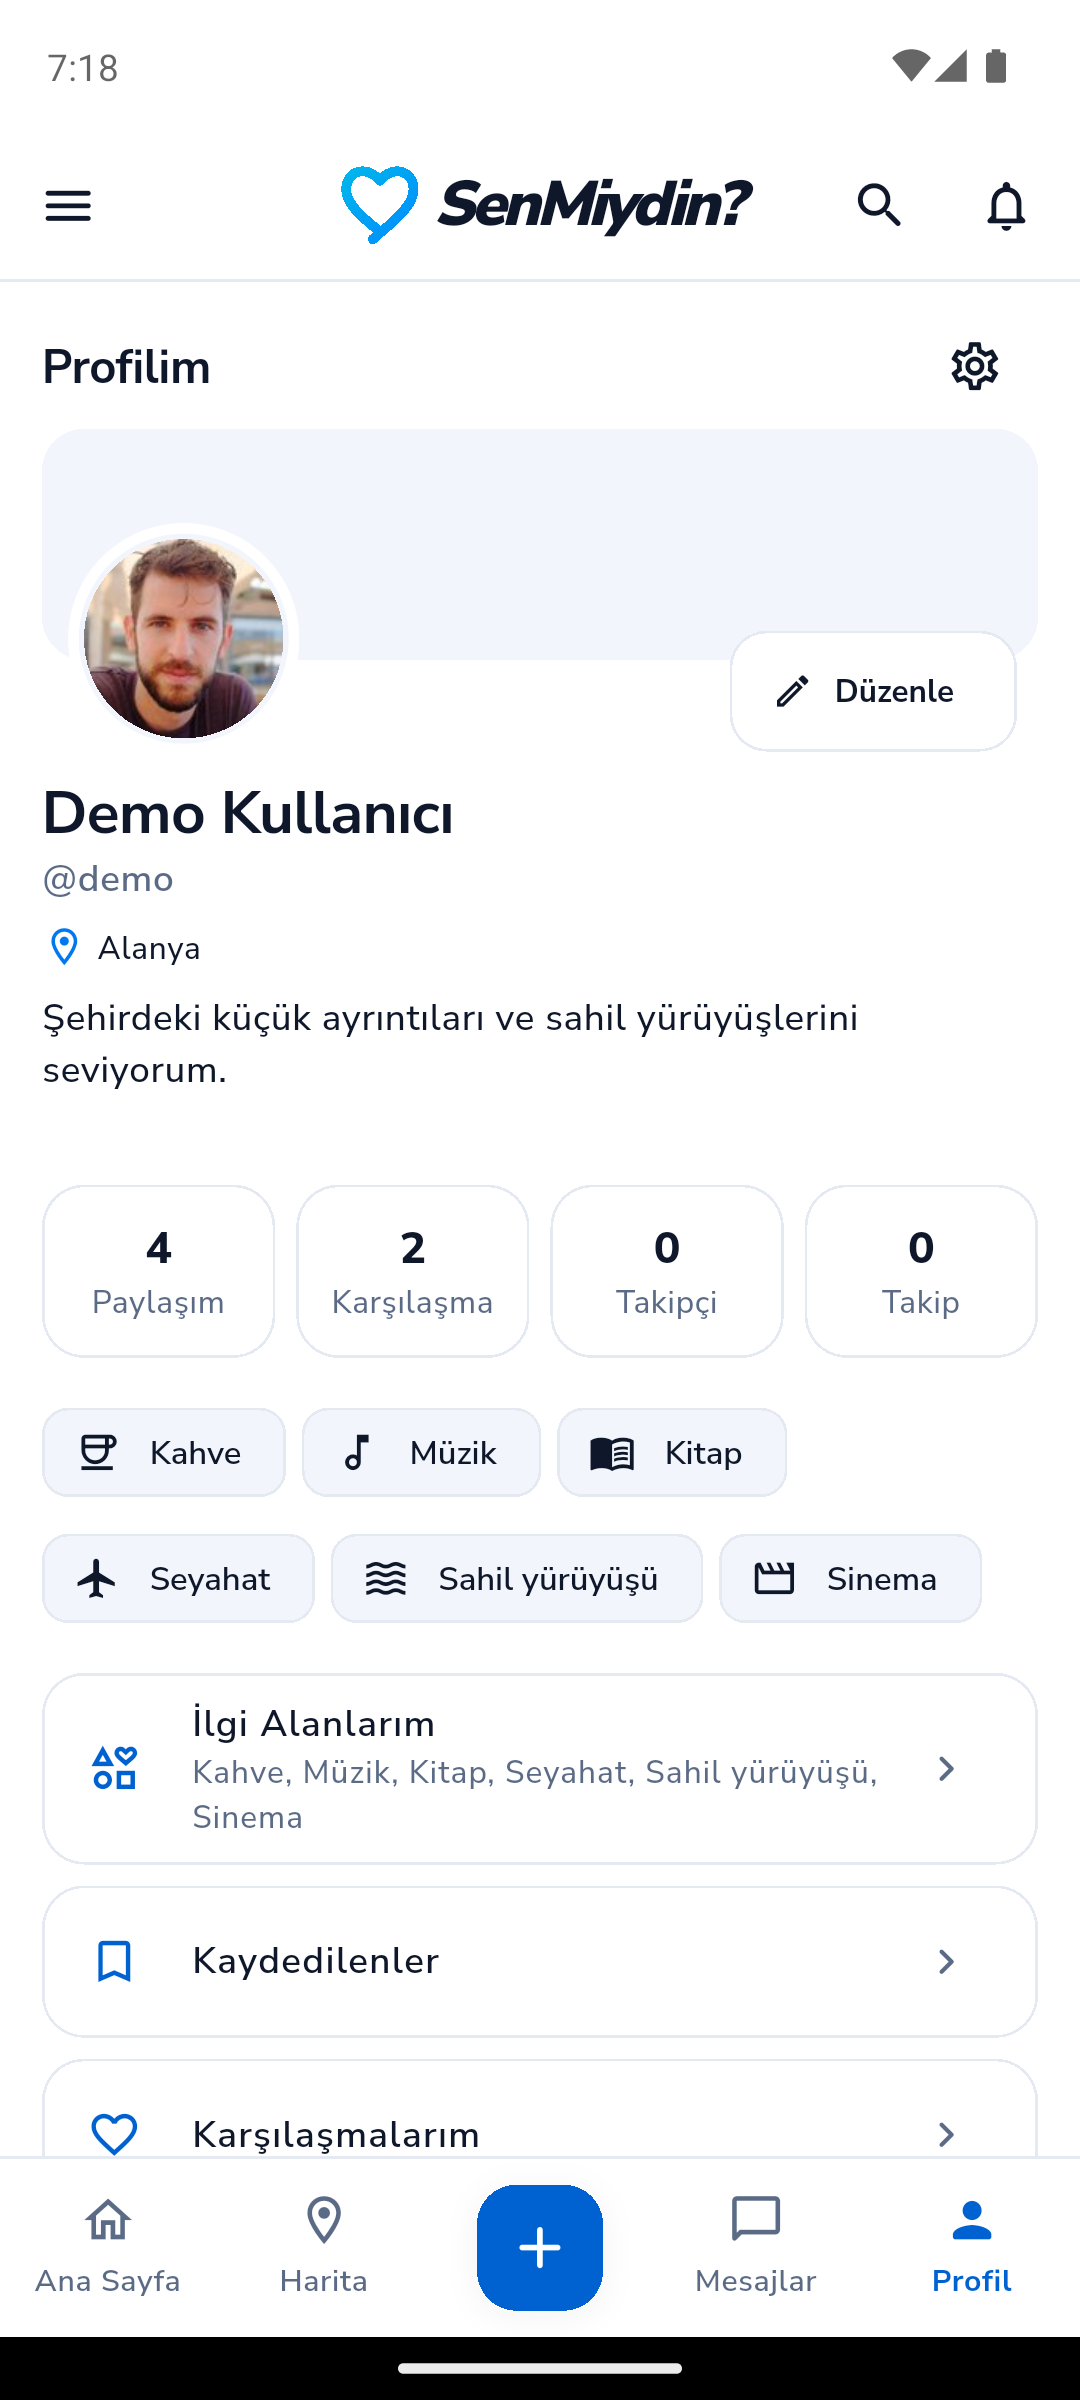 7:18
SenMiydin?
Profilim
Düzenle
Demo Kullanıcı
@demo
Alanya
Şehirdeki küçük ayrıntıları ve sahil yürüyüşlerini
seviyorum.
4
Paylaşım
2
Karşılaşma
0
Takipçi
0
Takip
Kahve
Müzik
Kitap
Seyahat
Sahil yürüyüşü
Sinema
İlgi Alanlarım
Kahve, Müzik, Kitap, Seyahat, Sahil yürüyüşü,
Sinema
Kaydedilenler
Karşılaşmalarım
Ana Sayfa
Harita
Mesajlar
Profil